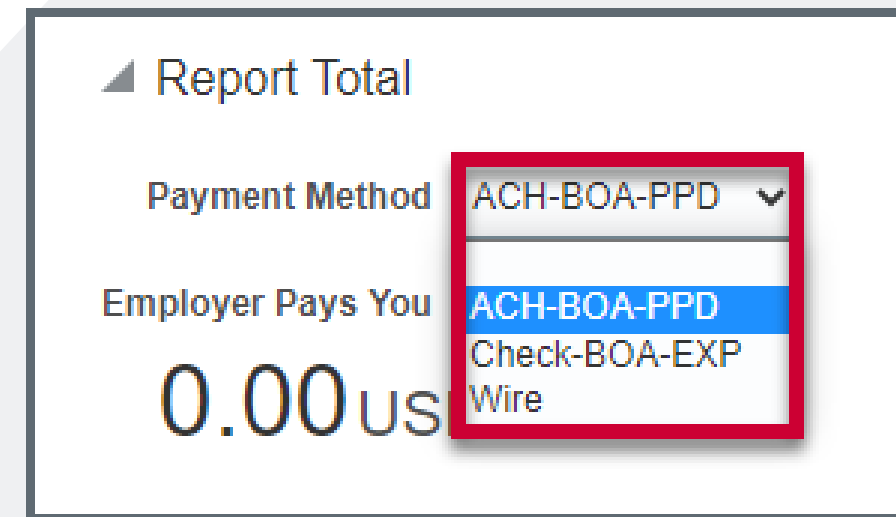 Report Total
Payment Method ACH-BOA-PPD
Employer Pays You ACH-BOA-PPD
Check-BOA-EXP
0.00 US Wire